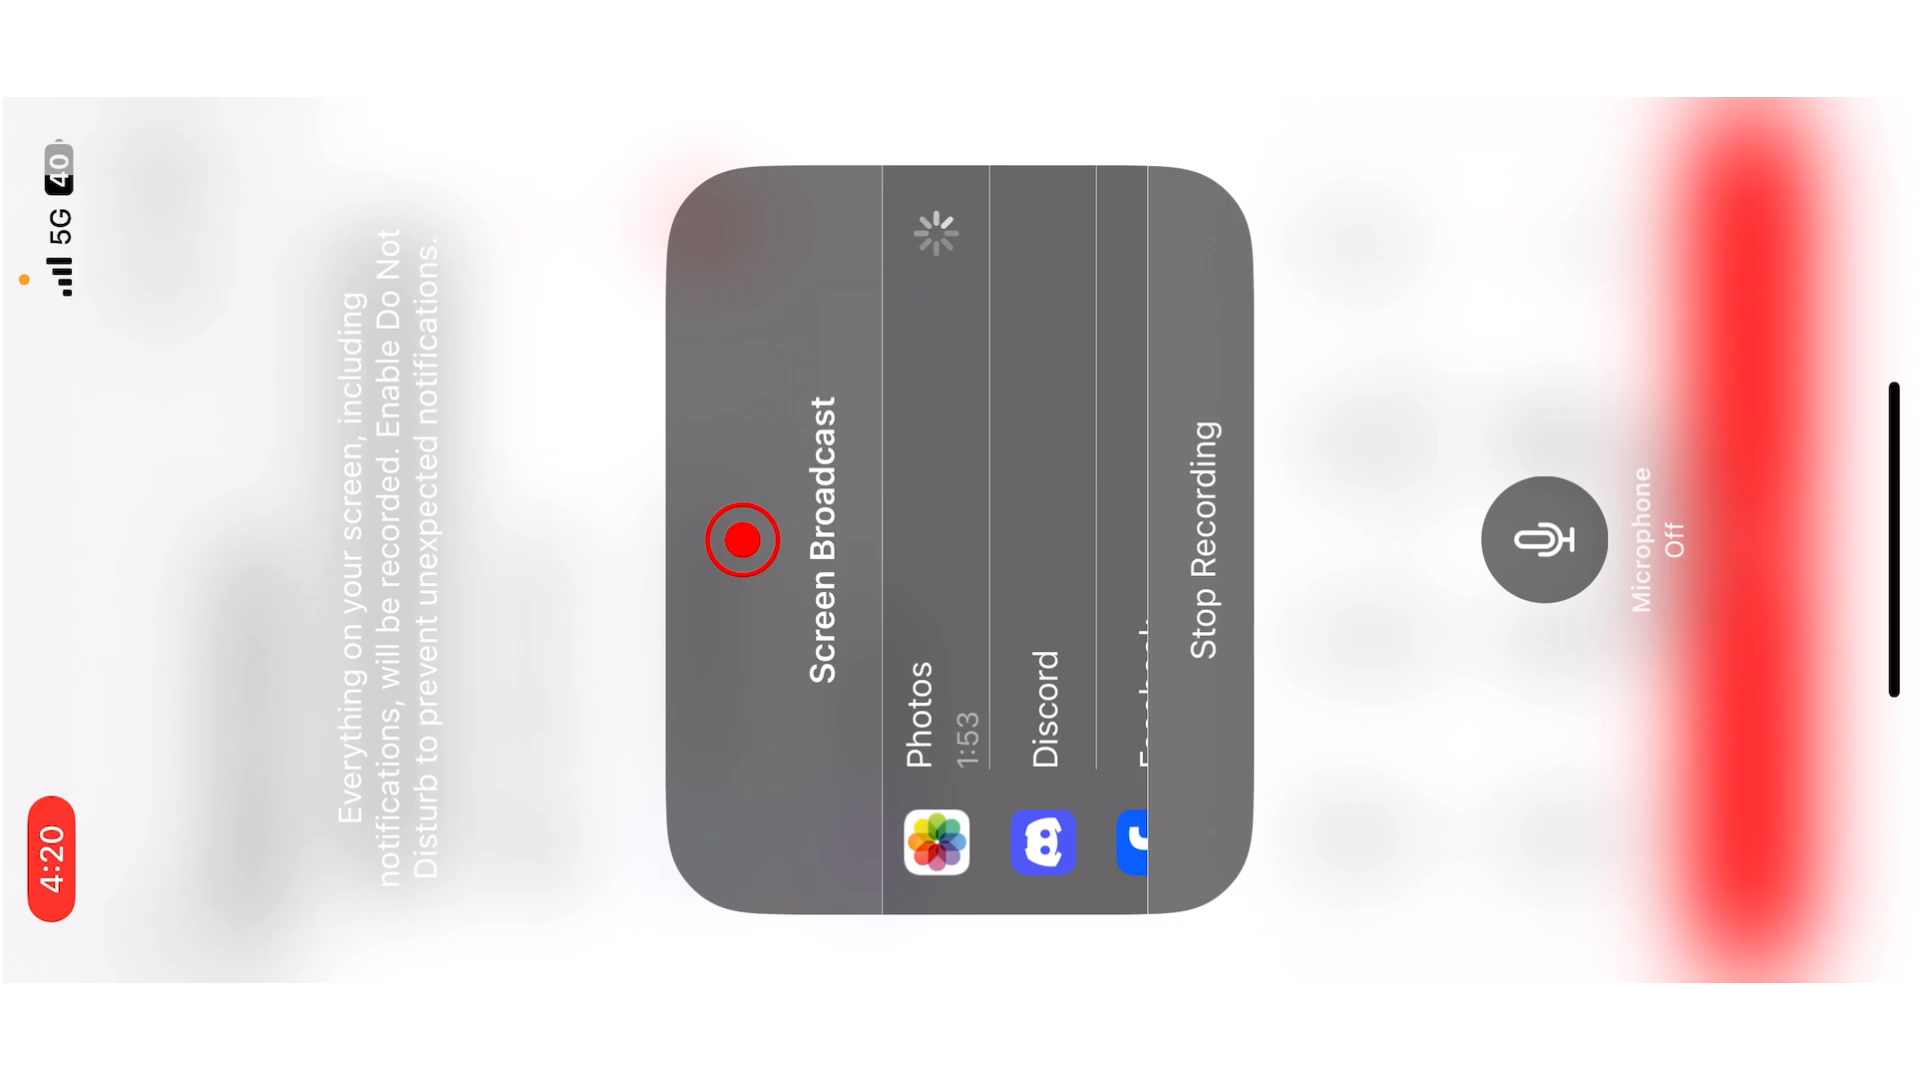 4:20
5G 40
Everything on your screen, including
notifications, will be recorded. Enable Do Not
Disturb to prevent unexpected notifications.
Screen Broadcast
Photos
1:53
Discord
Stop Recording
Microphone
Off